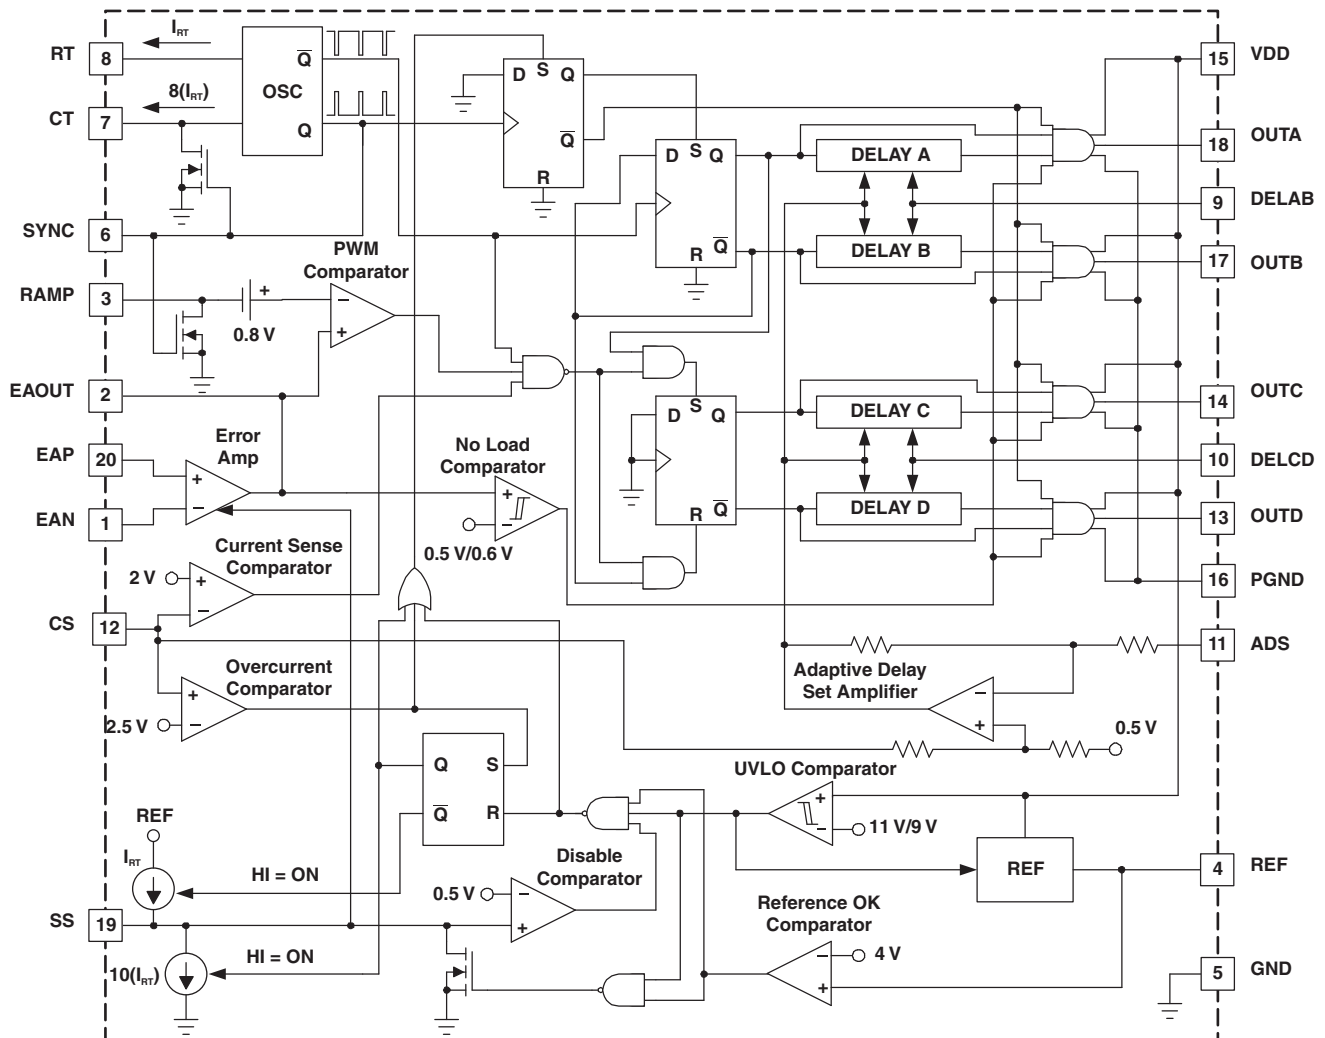 I_RT
RT
8
OSC
Q̅
Q
8(I_RT)
CT
7
SYNC
6
D
S
Q
Q̅
R
D
S
Q
Q̅
R
DELAY A
DELAY B
VDD
15
OUTA
18
DELAB
9
OUTB
17
PWM
Comparator
RAMP
3
+
0.8 V
−
+
EAOUT
2
Error
Amp
EAP
20
+
−
EAN
1
No Load
Comparator
+
−
0.5 V/0.6 V
D
S
Q
Q̅
R
DELAY C
DELAY D
OUTC
14
DELCD
10
OUTD
13
PGND
16
Current Sense
Comparator
2 V
+
−
CS
12
Overcurrent
Comparator
+
−
2.5 V
ADS
11
Adaptive Delay
Set Amplifier
−
+
0.5 V
Q
S
Q̅
R
UVLO Comparator
+
−
11 V/9 V
REF
REF
4
REF
I_RT
HI = ON
Disable
Comparator
0.5 V
−
+
SS
19
HI = ON
10(I_RT)
Reference OK
Comparator
−
4 V
+
GND
5